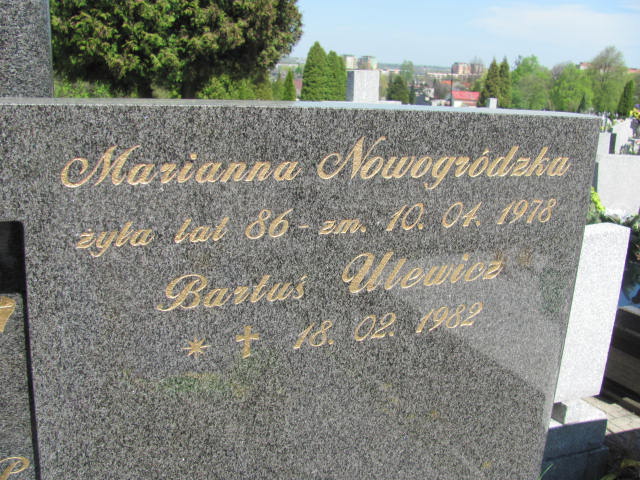 Marianna Nowogródzka
żyła lat 86 - zm. 10. 04. 1978
Bartuś Ulewicz
* † 18. 02. 1982
P